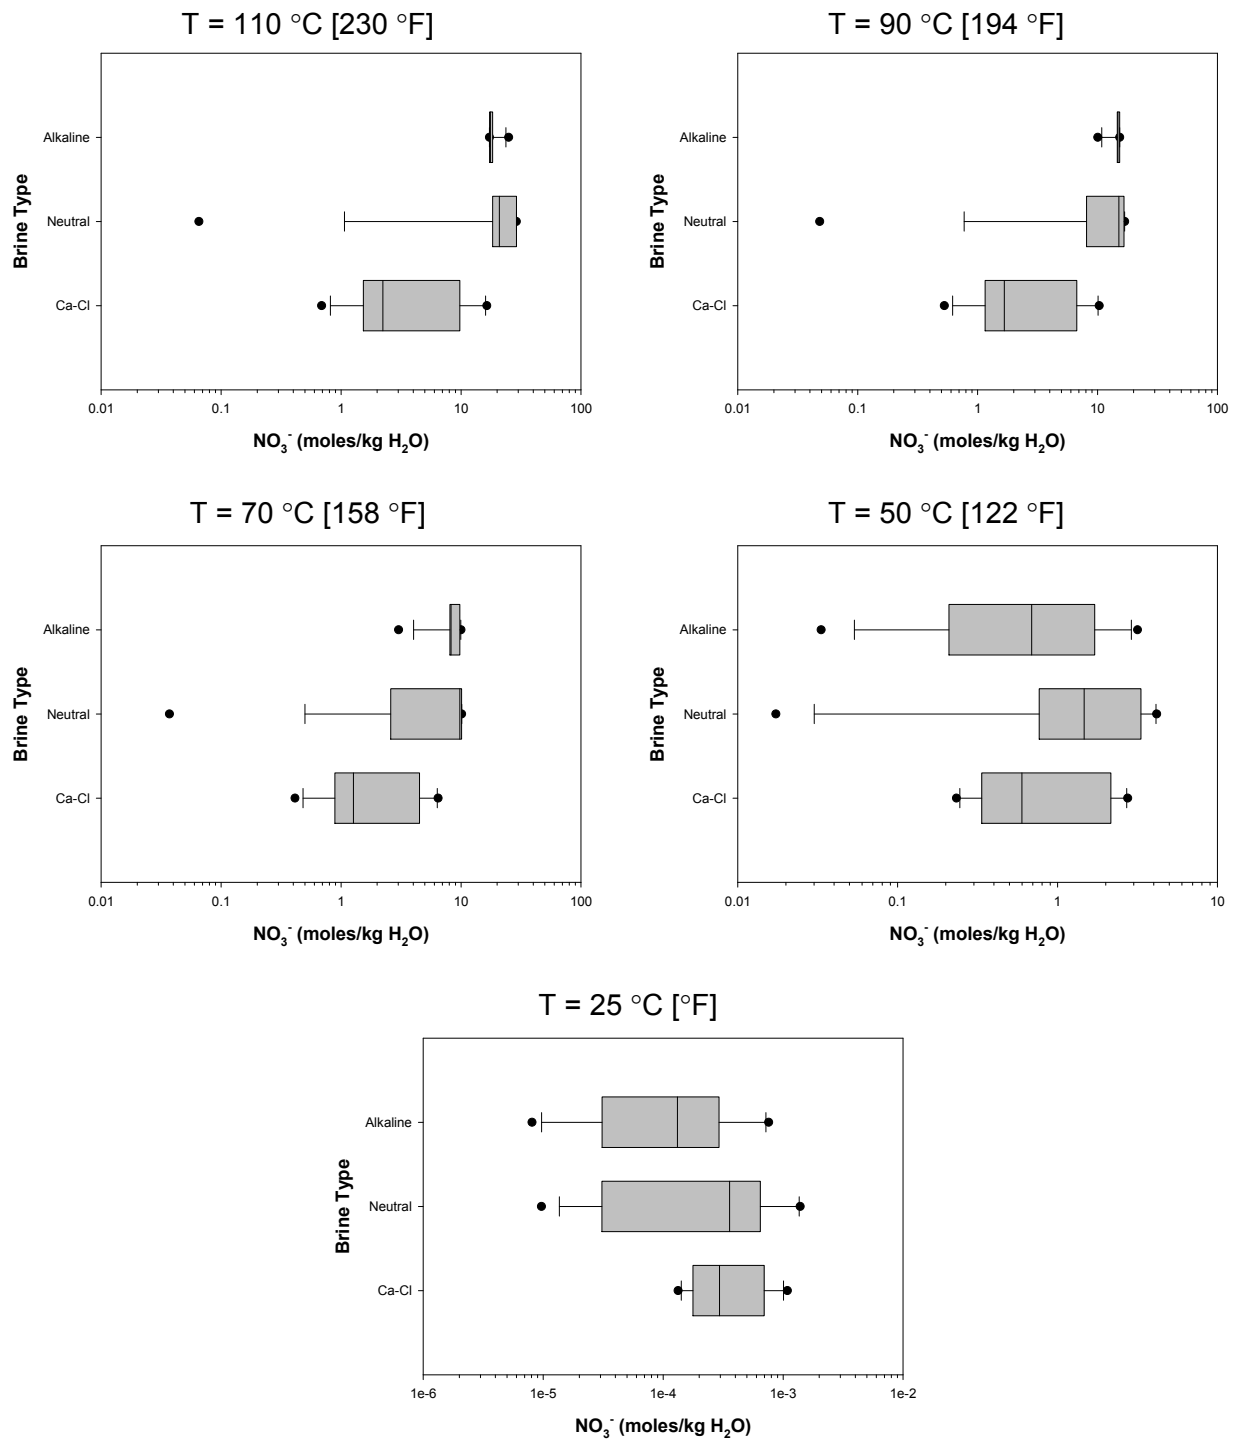 T = 110 °C [230 °F]
Brine Type
Alkaline
Neutral
Ca-Cl
0.01 0.1 1 10 100
NO₃⁻ (moles/kg H₂O)
T = 90 °C [194 °F]
Brine Type
Alkaline
Neutral
Ca-Cl
0.01 0.1 1 10 100
NO₃⁻ (moles/kg H₂O)
T = 70 °C [158 °F]
Brine Type
Alkaline
Neutral
Ca-Cl
0.01 0.1 1 10 100
NO₃⁻ (moles/kg H₂O)
T = 50 °C [122 °F]
Brine Type
Alkaline
Neutral
Ca-Cl
0.01 0.1 1 10
NO₃⁻ (moles/kg H₂O)
T = 25 °C [°F]
Brine Type
Alkaline
Neutral
Ca-Cl
1e-6 1e-5 1e-4 1e-3 1e-2
NO₃⁻ (moles/kg H₂O)